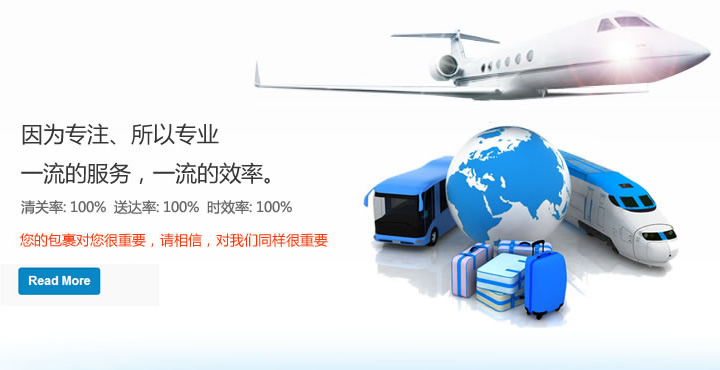 因为专注、所以专业
一流的服务，一流的效率。
清关率: 100% 送达率: 100% 时效率: 100%
您的包裹对您很重要，请相信，对我们同样很重要
Read More